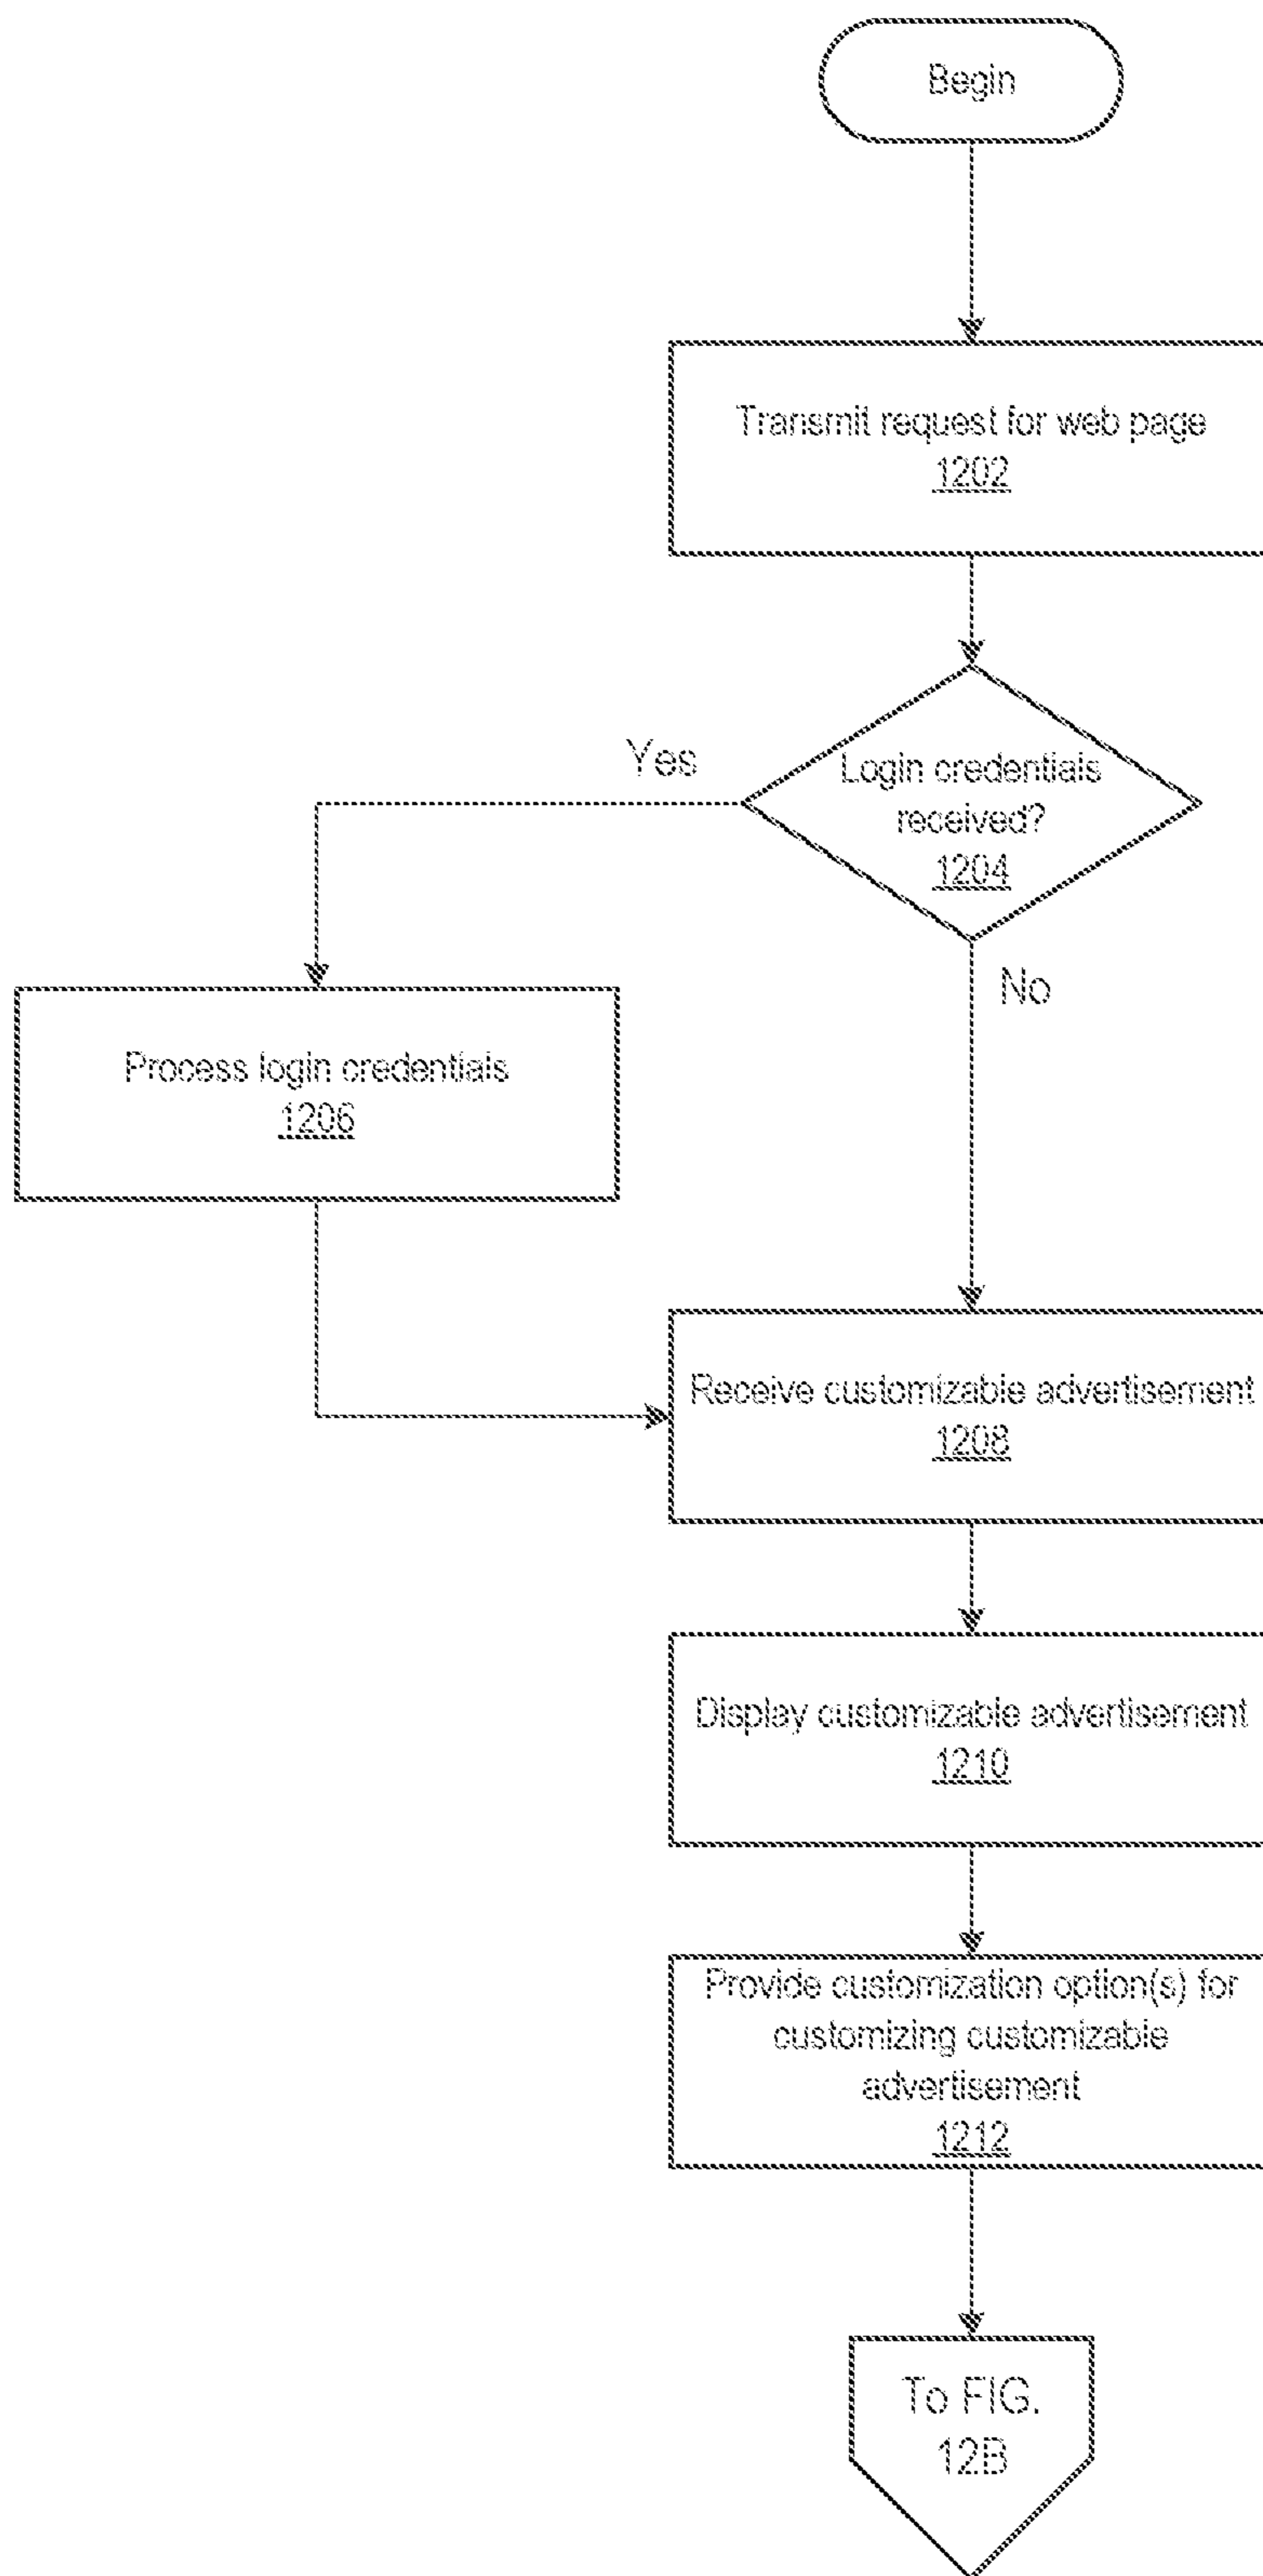 Begin
Transmit request for web page
1202
Yes
Login credentials
received?
1204
No
Process login credentials
1206
Receive customizable advertisement
1208
Display customizable advertisement
1210
Provide customization option(s) for
customizing customizable
advertisement
1212
To FIG.
12B